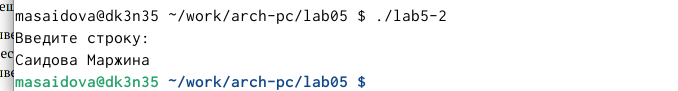 masaidova@dk3n35 ~/work/arch-pc/lab05 $ ./lab5-2
Введите строку:
Саидова Маржина
masaidova@dk3n35 ~/work/arch-pc/lab05 $